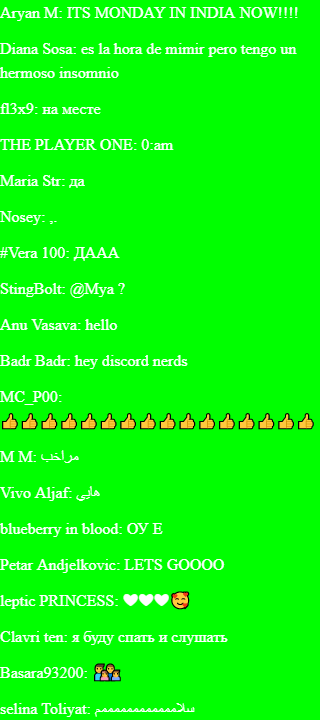 Aryan M: ITS MONDAY IN INDIA NOW!!!!
Diana Sosa: es la hora de mimir pero tengo un
hermoso insomnio
fl3x9: на месте
THE PLAYER ONE: 0:am
Maria Str: да
Nosey: ,.
#Vera 100: ДААА
StingBolt: @Mya ?
Anu Vasava: hello
Badr Badr: hey discord nerds
MC_P00:
👍👍👍👍👍👍👍👍👍👍👍👍👍👍👍👍
M M: مراحب
Vivo Aljaf: هايي
blueberry in blood: ОУ Е
Petar Andjelkovic: LETS GOOOO
leptic PRINCESS: 🤍🤍🤍🥰
Clavri ten: я буду спать и слушать
Basara93200: 👨‍👩‍👧‍👦
selina Toliyat: